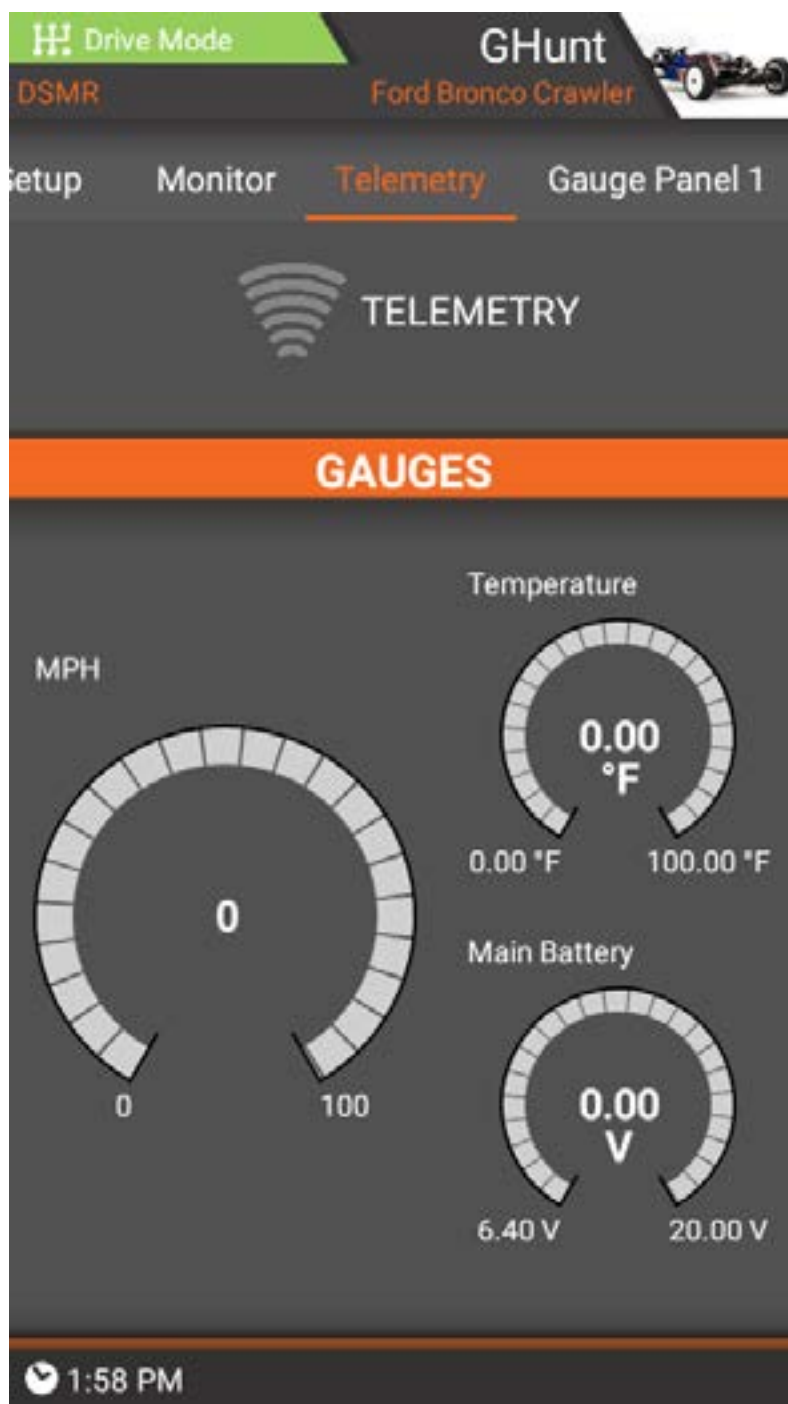 Drive Mode
GHunt
DSMR
Ford Bronco Crawler
Monitor
Telemetry
Gauge Panel 1
TELEMETRY
GAUGES
MPH
0
0
100
Temperature
0.00
°F
0.00 °F
100.00 °F
Main Battery
0.00
V
6.40 V
20.00 V
1:58 PM